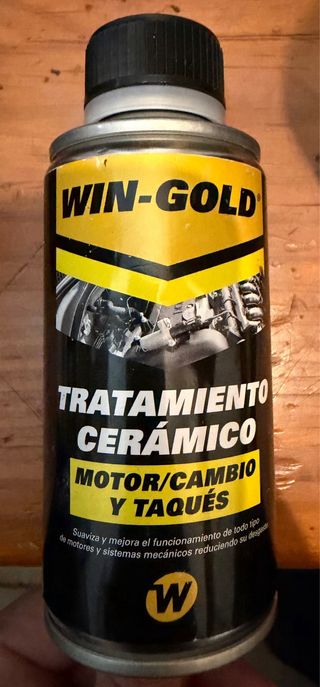 WIN-GOLD®
TRATAMIENTO
CERÁMICO
MOTOR/CAMBIO
Y TAQUÉS
Suaviza y mejora el funcionamiento de todo tipo
de motores y sistemas mecánicos reduciendo su desgaste
W